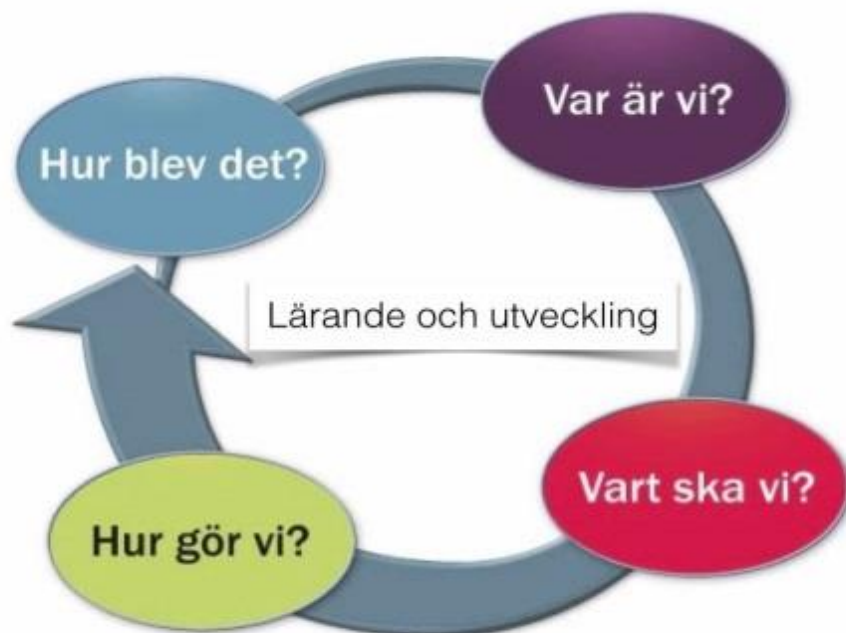 Var är vi?
Hur blev det?
Lärande och utveckling
Vart ska vi?
Hur gör vi?